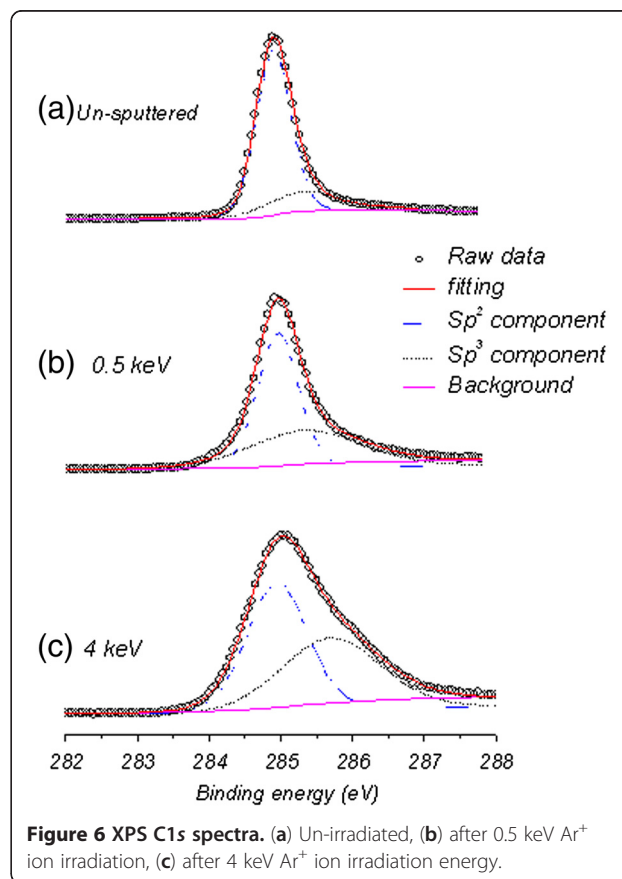 (a) Un-sputtered
Raw data
fitting
Sp² component
Sp³ component
Background
(b) 0.5 keV
(c) 4 keV
282 283 284 285 286 287 288
Binding energy (eV)
Figure 6 XPS C1s spectra. (a) Un-irradiated, (b) after 0.5 keV Ar⁺
ion irradiation, (c) after 4 keV Ar⁺ ion irradiation energy.